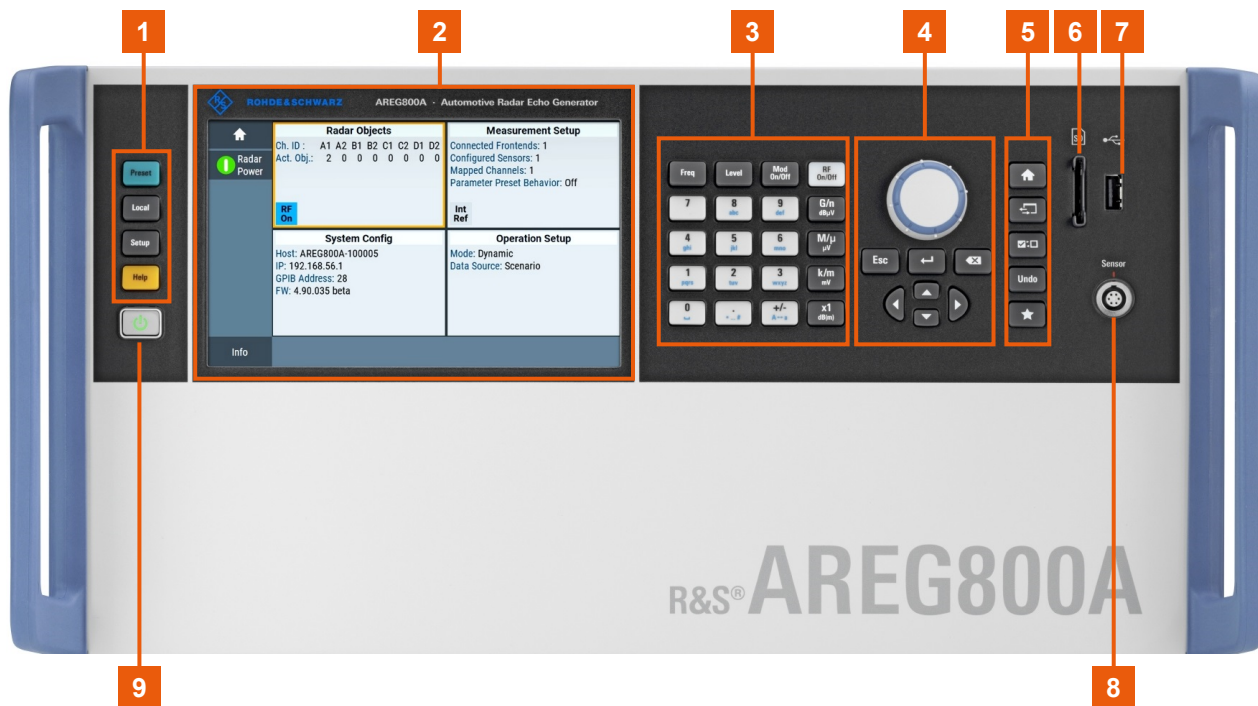 1
2
3
4
5
6
7
ROHDE&SCHWARZ
AREG800A - Automotive Radar Echo Generator
Radar Power
Info
Radar Objects
Ch. ID : A1 A2 B1 B2 C1 C2 D1 D2
Act. Obj.: 2 0 0 0 0 0 0 0
RF On
Measurement Setup
Connected Frontends: 1
Configured Sensors: 1
Mapped Channels: 1
Parameter Preset Behavior: Off
Int Ref
System Config
Host: AREG800A-100005
IP: 192.168.56.1
GPIB Address: 28
FW: 4.90.035 beta
Operation Setup
Mode: Dynamic
Data Source: Scenario
Preset
Local
Setup
Help
Freq
Level
Mod On/Off
RF On/Off
7
8 abc
9 def
G/n dBµV
4 ghi
5 jkl
6 mno
M/µ µV
1 pqrs
2 tuv
3 wxyz
k/m mV
0
. * ... #
+/- A↔a
x1 dB(m)
Esc
Undo
SD
Sensor
R&S® AREG800A
9
8